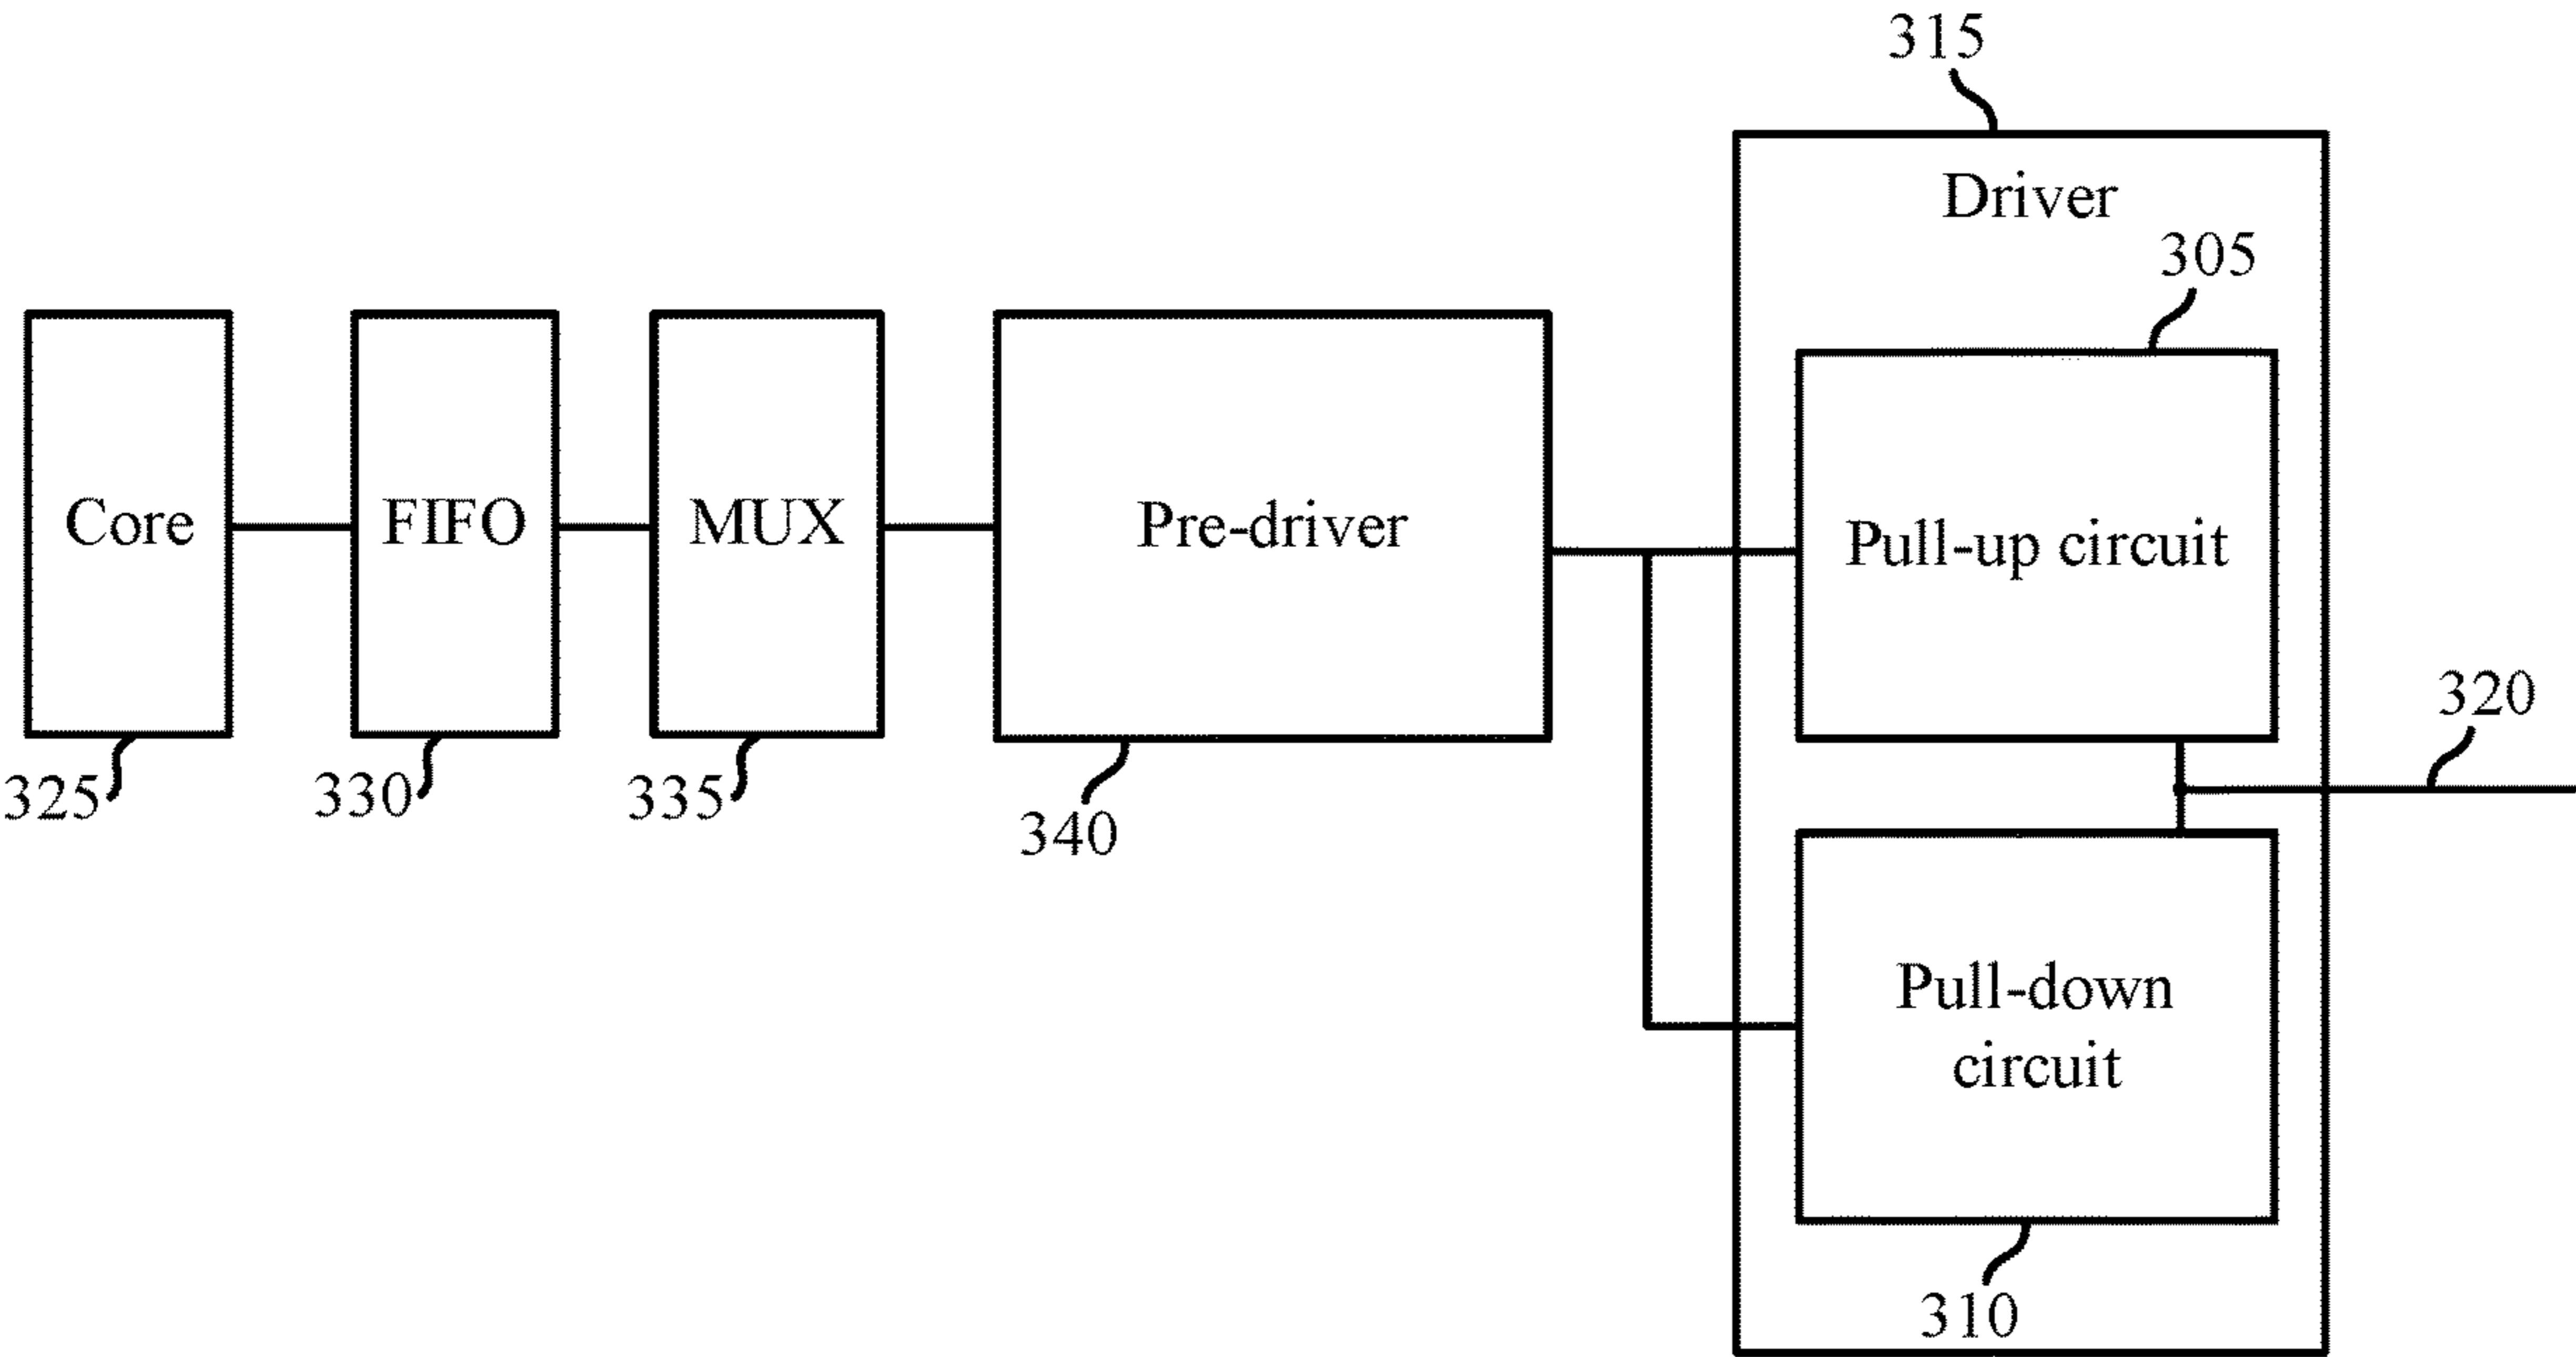 315
Driver
305
Core
FIFO
MUX
Pre-driver
Pull-up circuit
320
325
330
335
340
Pull-down
circuit
310